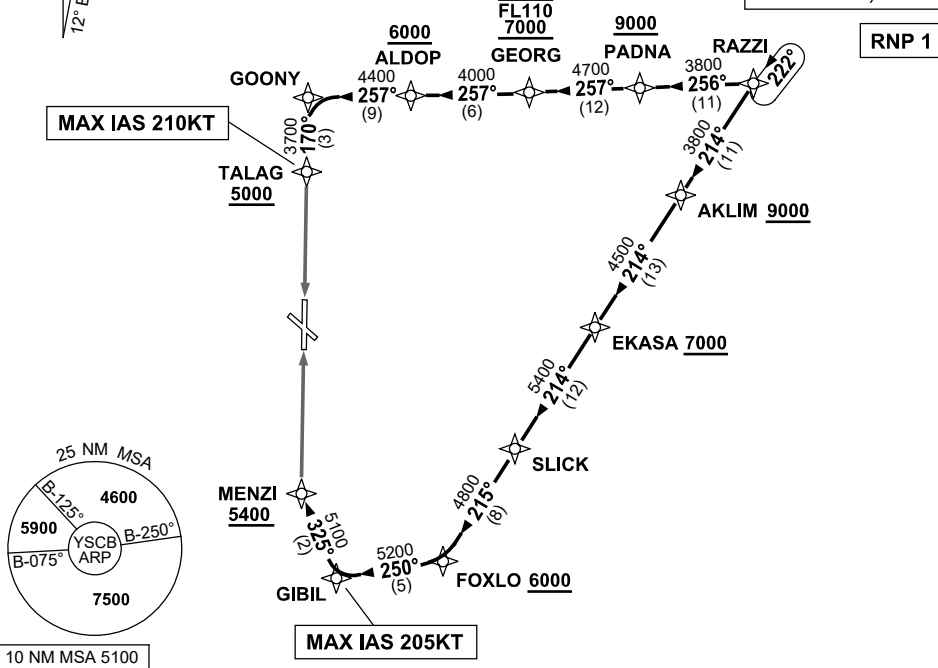 12° E
FL110
7000
GEORG
6000
ALDOP
9000
PADNA
RAZZI
222°
RNP 1
GOONY
4400
257°
(9)
4000
257°
(6)
4700
257°
(12)
3800
256°
(11)
MAX IAS 210KT
3700
170°
(3)
TALAG
5000
3800
214°
(11)
AKLIM 9000
4500
214°
(13)
EKASA 7000
5400
214°
(12)
SLICK
4800
215°
(8)
FOXLO 6000
5200
250°
(5)
GIBIL
MAX IAS 205KT
5100
325°
(2)
MENZI
5400
25 NM MSA
B-125°
4600
5900
YSCB
ARP
B-250°
B-075°
7500
10 NM MSA 5100